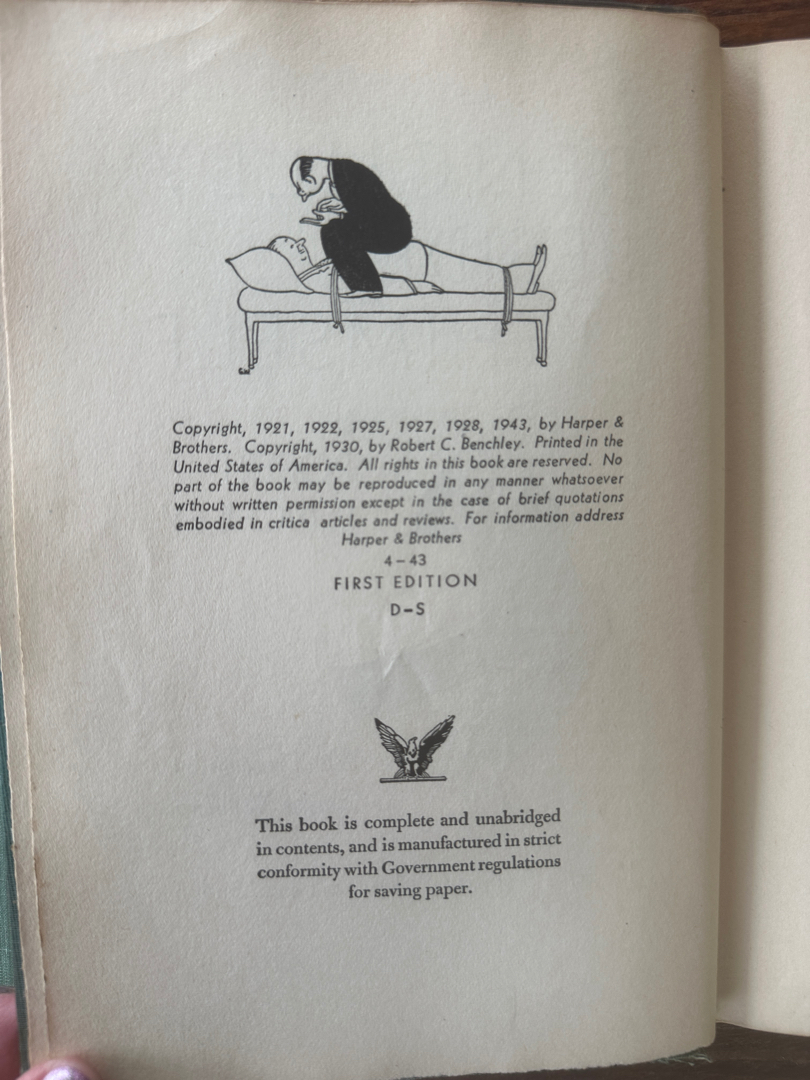 GW
Copyright, 1921, 1922, 1925, 1927, 1928, 1943, by Harper &
Brothers. Copyright, 1930, by Robert C. Benchley. Printed in the
United States of America. All rights in this book are reserved. No
part of the book may be reproduced in any manner whatsoever
without written permission except in the case of brief quotations
embodied in critica articles and reviews. For information address
Harper & Brothers
4 – 43
FIRST EDITION
D–S
This book is complete and unabridged
in contents, and is manufactured in strict
conformity with Government regulations
for saving paper.